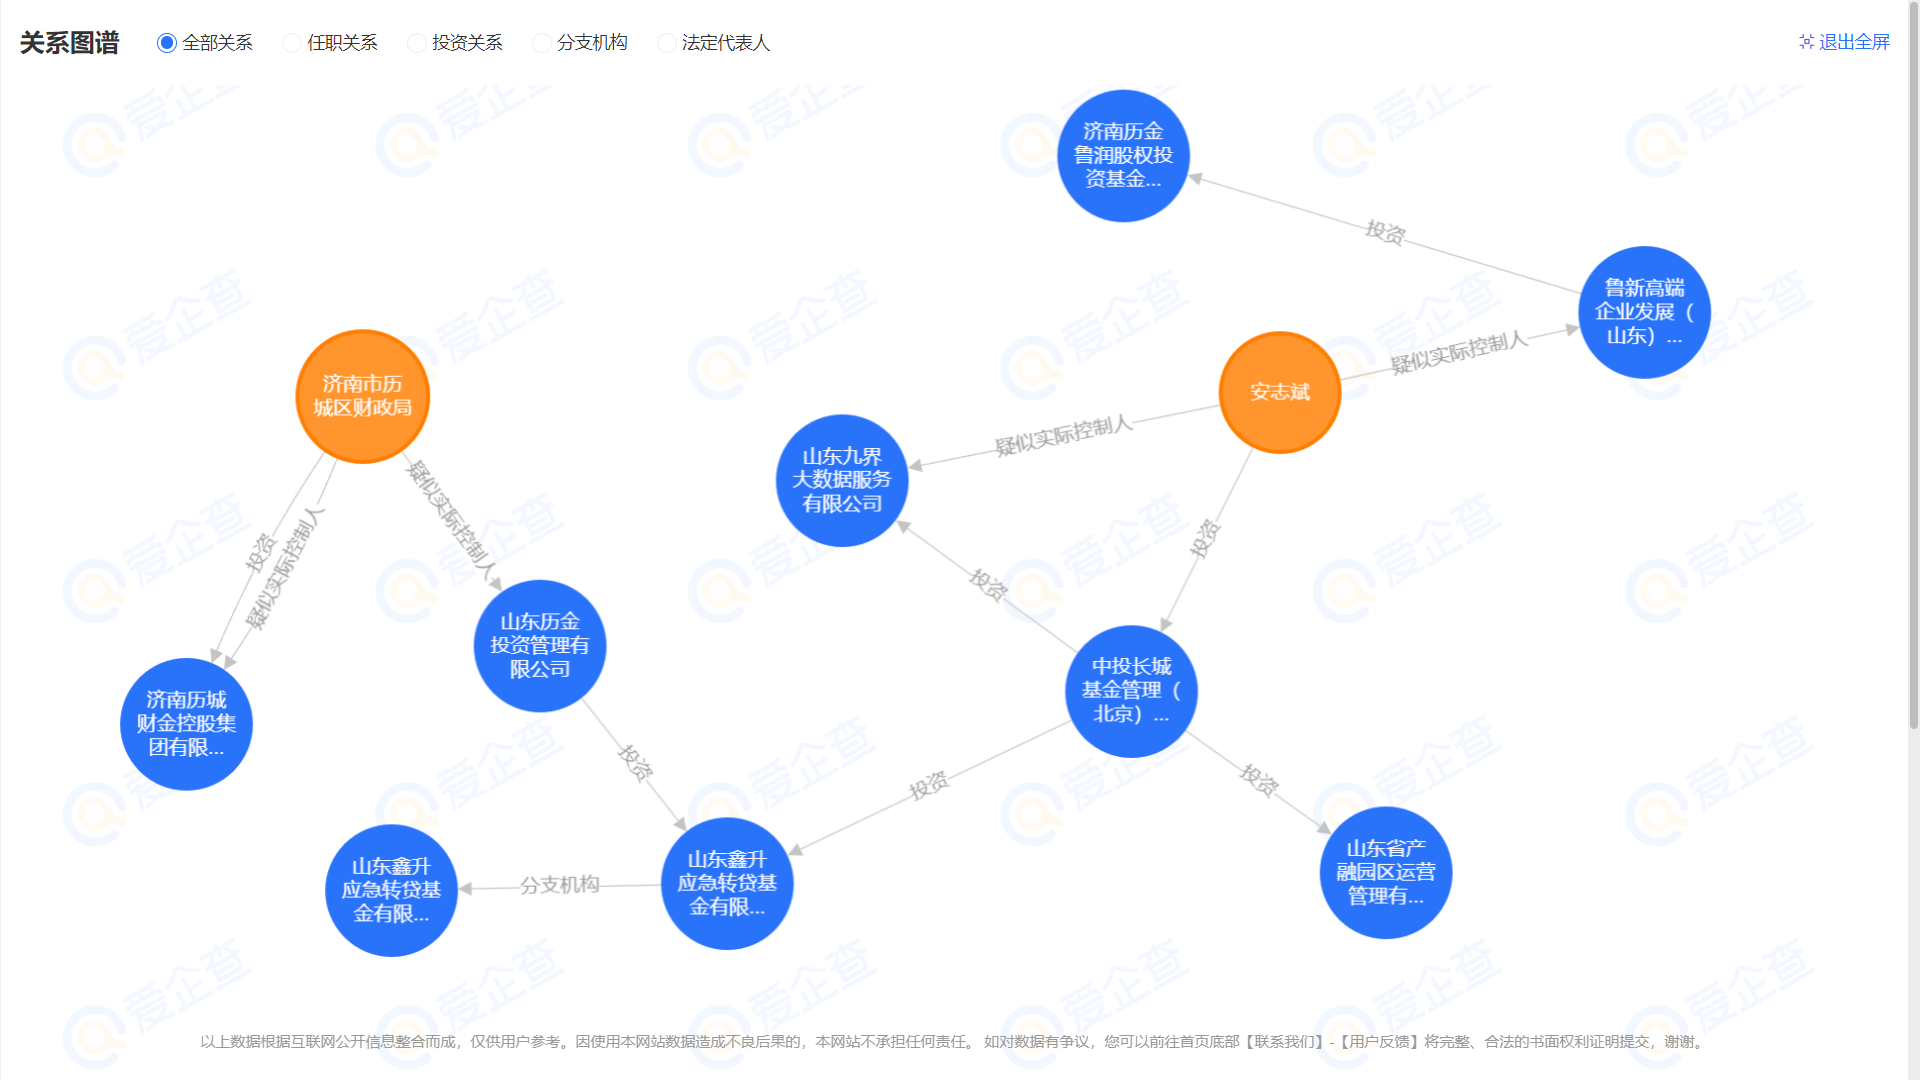 关系图谱
全部关系
任职关系
投资关系
分支机构
法定代表人
退出全屏
济南历金
鲁润股权投
资基金...
投资
鲁新高端
企业发展（
山东）...
疑似实际控制人
安志斌
济南市历
城区财政局
疑似实际控制人
山东九界
大数据服务
有限公司
疑似实际控制人
投资
疑似实际控制人
投资
投资
山东历金
投资管理有
限公司
中投长城
基金管理（
北京）...
济南历城
财金控股集
团有限...
投资
投资
投资
山东鑫升
应急转贷基
金有限...
分支机构
山东鑫升
应急转贷基
金有限...
山东省产
融园区运营
管理有...
爱企查
以上数据根据互联网公开信息整合而成，仅供用户参考。因使用本网站数据造成不良后果的，本网站不承担任何责任。 如对数据有争议，您可以前往首页底部【联系我们】-【用户反馈】将完整、合法的书面权利证明提交，谢谢。